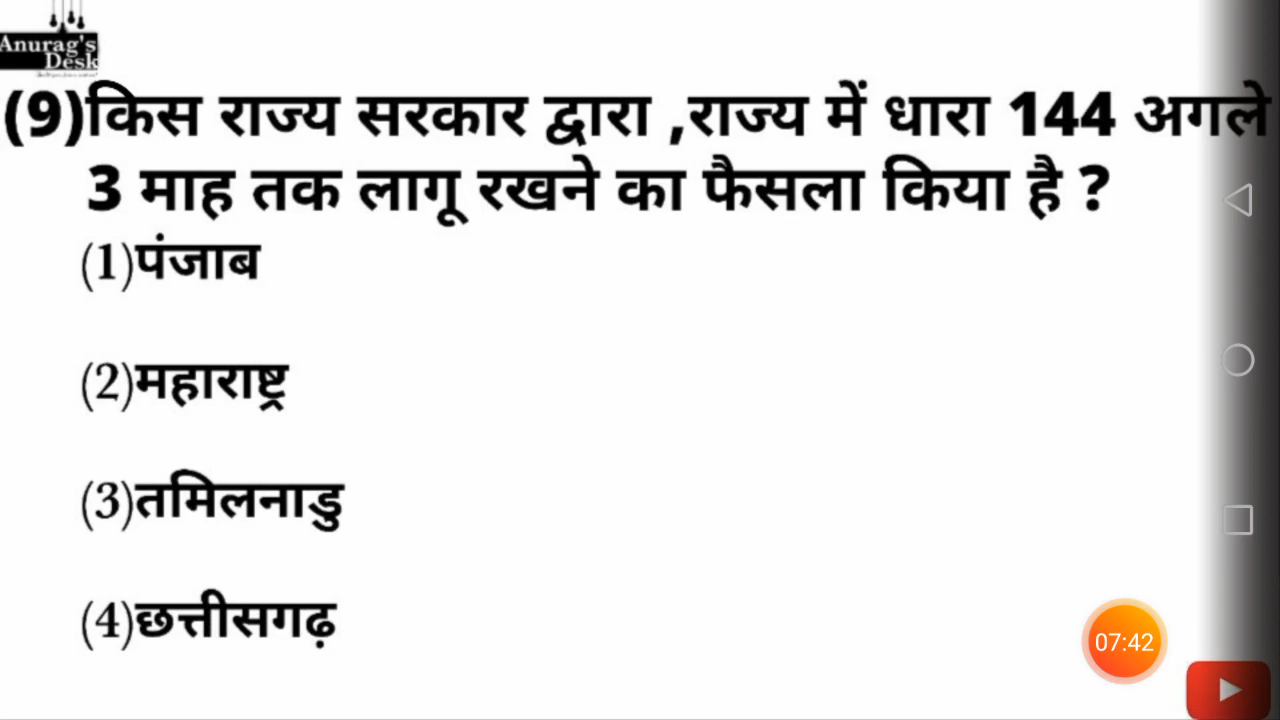 Anurag's
Desk
(9)किस राज्य सरकार द्वारा ,राज्य में धारा 144 अगले
3 माह तक लागू रखने का फैसला किया है ?
(1)पंजाब
(2)महाराष्ट्र
(3)तमिलनाडु
(4)छत्तीसगढ़
07:42